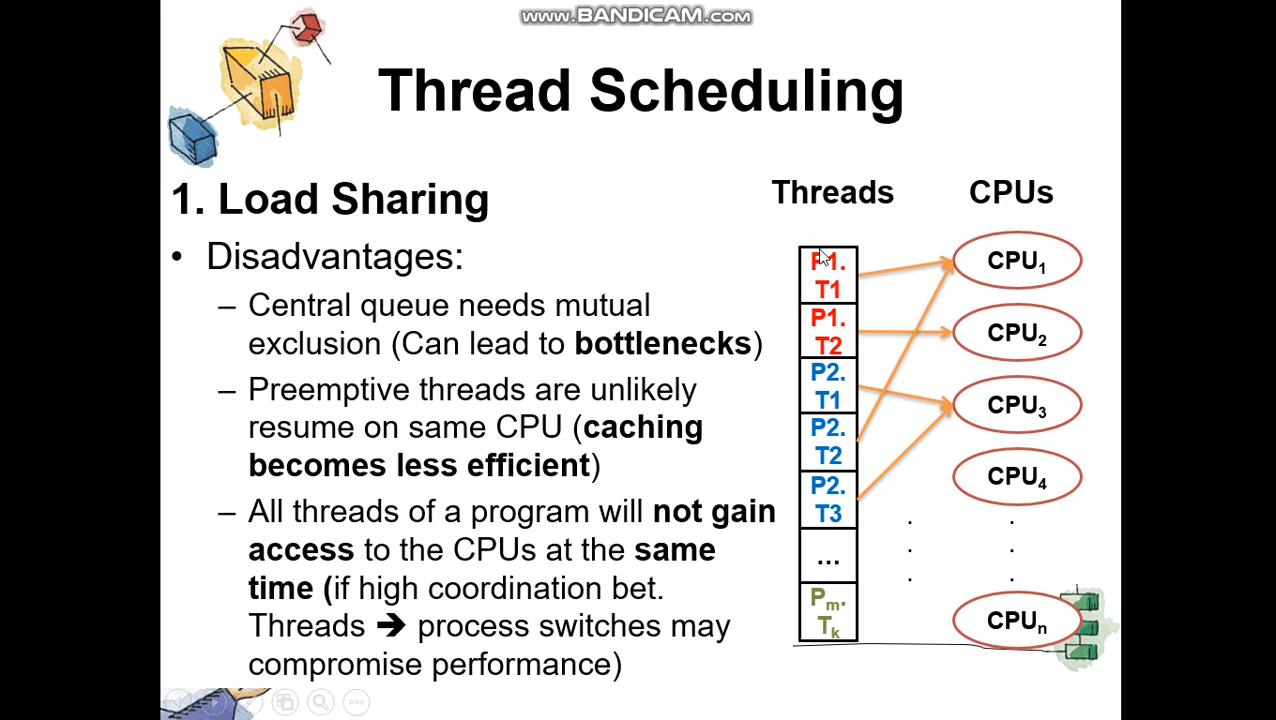 www.BANDICAM.com
Thread Scheduling
1. Load Sharing
• Disadvantages:
– Central queue needs mutual
exclusion (Can lead to bottlenecks)
– Preemptive threads are unlikely
resume on same CPU (caching
becomes less efficient)
– All threads of a program will not gain
access to the CPUs at the same
time (if high coordination bet.
Threads ➔ process switches may
compromise performance)
Threads
P1.
T1
P1.
T2
P2.
T1
P2.
T2
P2.
T3
...
Pm.
Tk
CPUs
CPU1
CPU2
CPU3
CPU4
CPUn